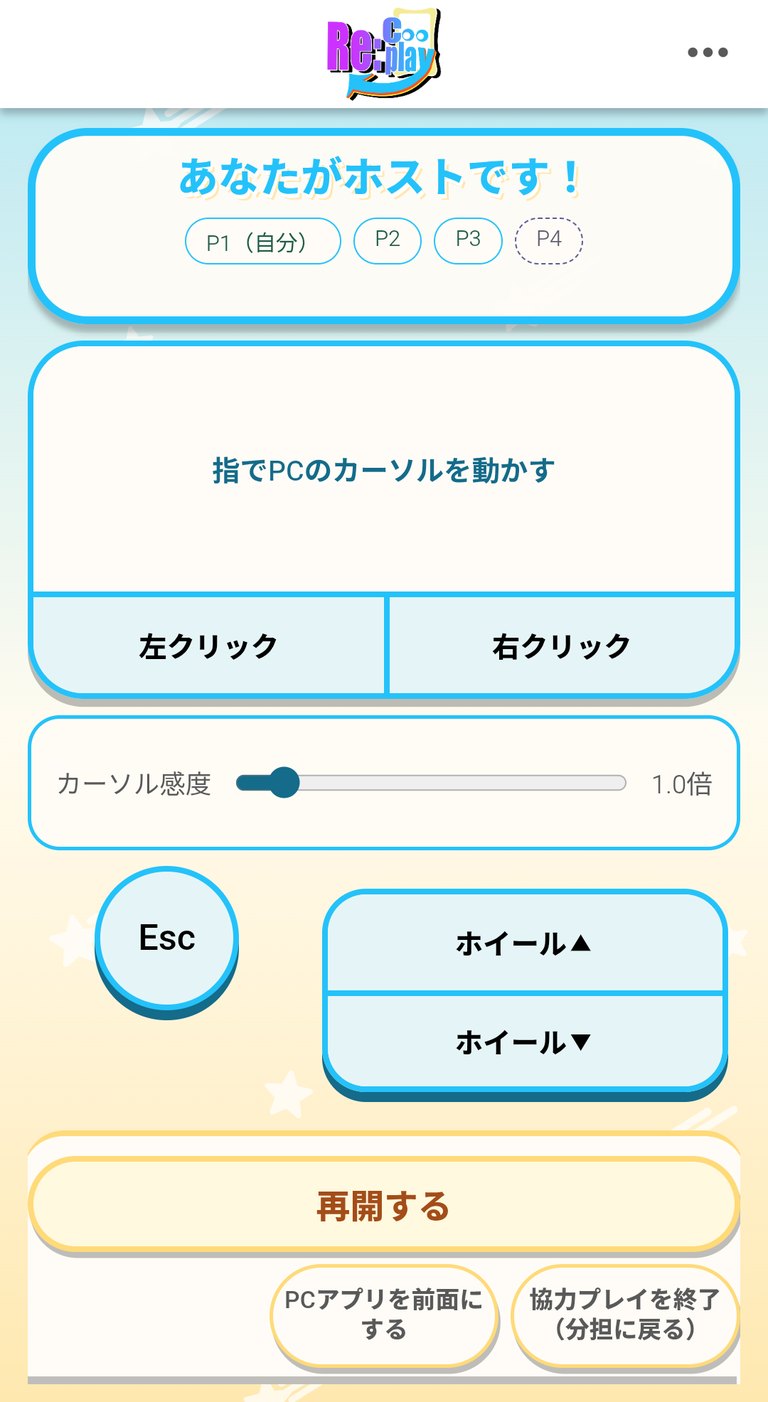 Re:Coo
play
あなたがホストです！
P1（自分） P2 P3 P4
指でPCのカーソルを動かす
左クリック 右クリック
カーソル感度 1.0倍
Esc
ホイール▲
ホイール▼
再開する
PCアプリを前面に
する
協力プレイを終了
（分担に戻る）